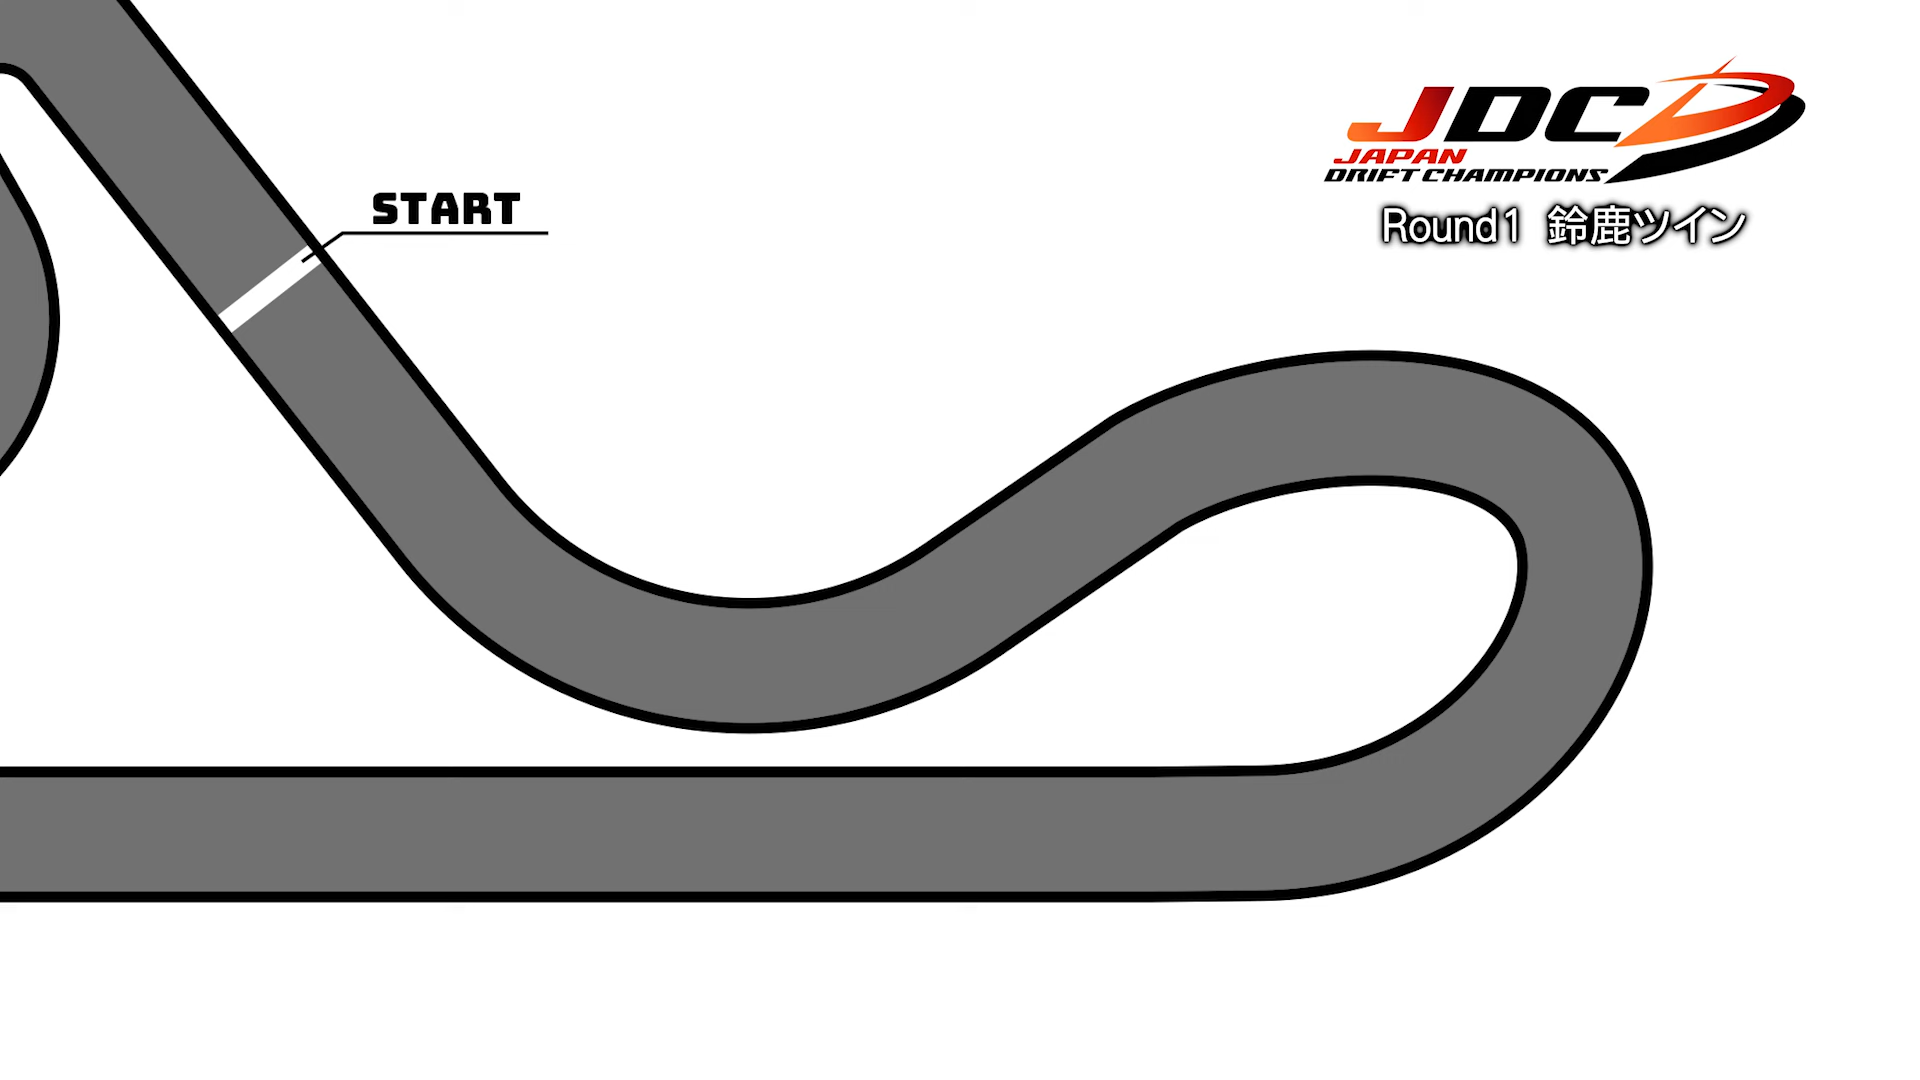 JDC
JAPAN
DRIFT CHAMPIONS
START
Round1 鈴鹿ツイン